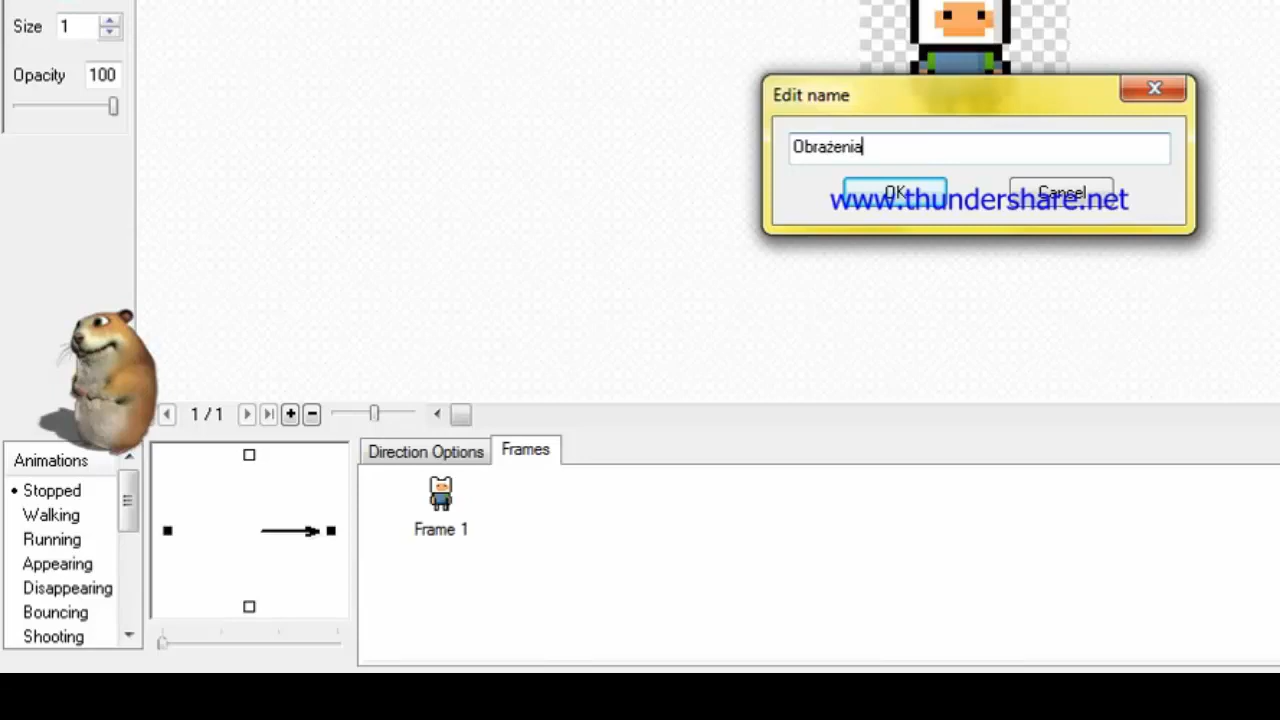 Size 1
Opacity 100
Edit name
Obrażenia
OK
Cancel
www.thundershare.net
1 / 1
Animations
Stopped
Walking
Running
Appearing
Disappearing
Bouncing
Shooting
Direction Options
Frames
Frame 1